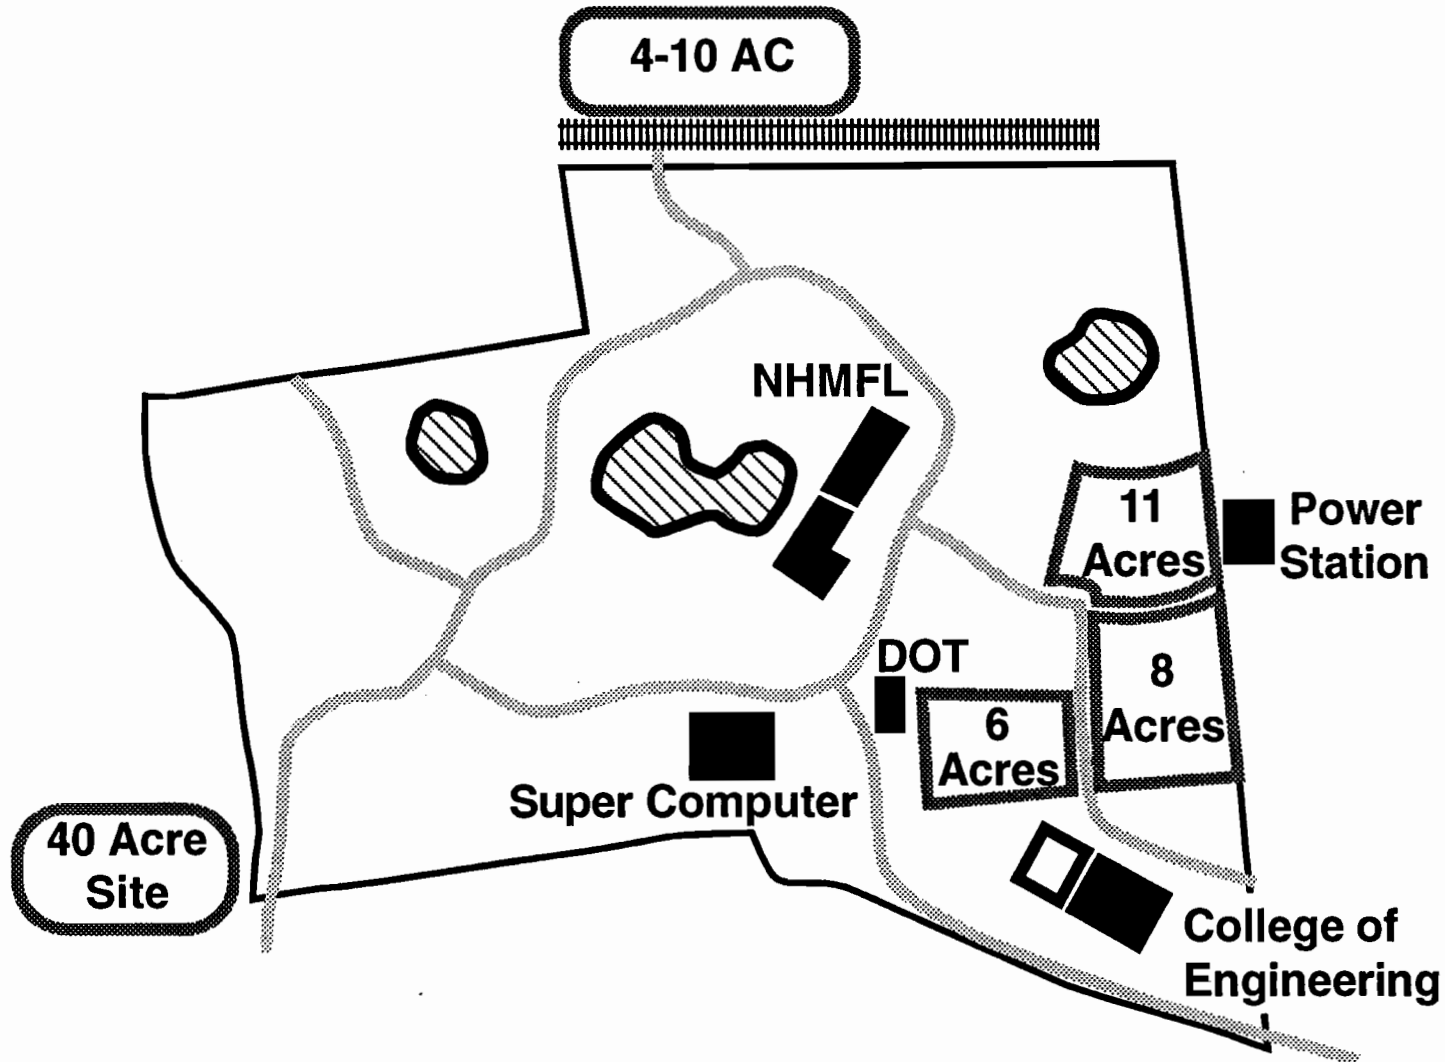 4-10 AC
NHMFL
11
Acres
Power
Station
DOT
8
Acres
6
Acres
Super Computer
40 Acre
Site
College of
Engineering